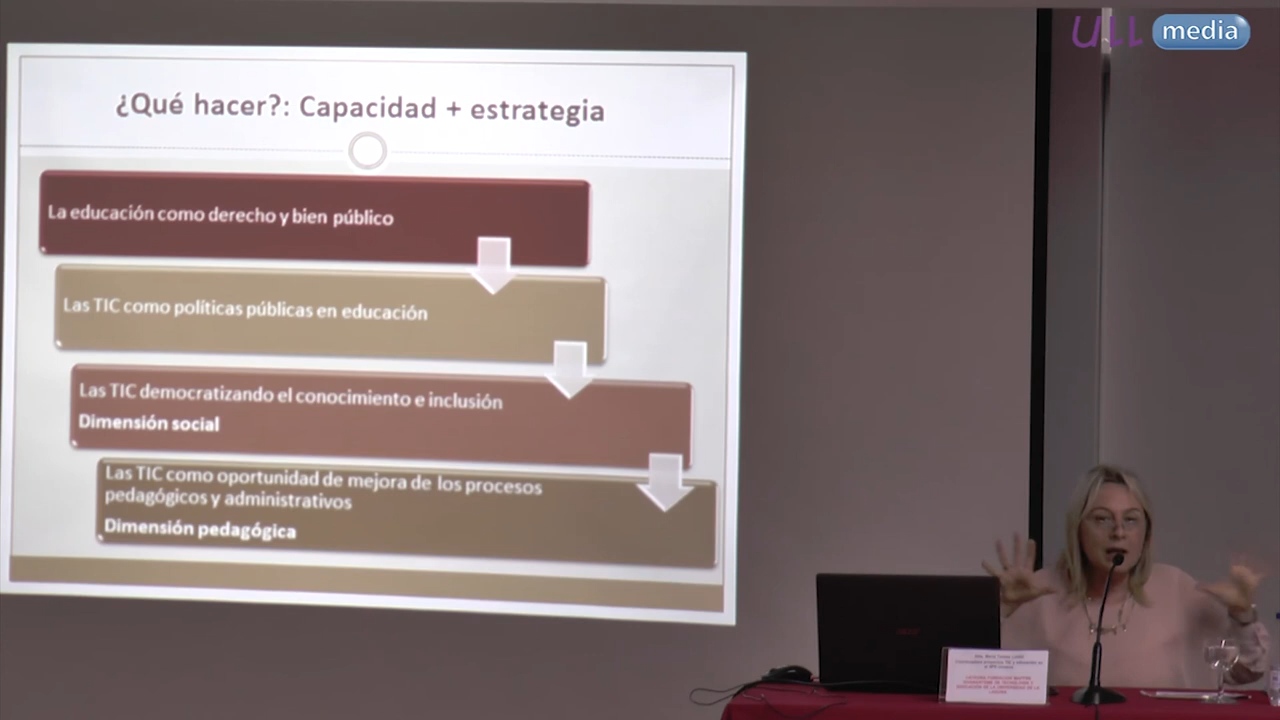 ULL media
¿Qué hacer?: Capacidad + estrategia
La educación como derecho y bien público
Las TIC como políticas públicas en educación
Las TIC democratizando el conocimiento e inclusión
Dimensión social
Las TIC como oportunidad de mejora de los procesos
pedagógicos y administrativos
Dimensión pedagógica